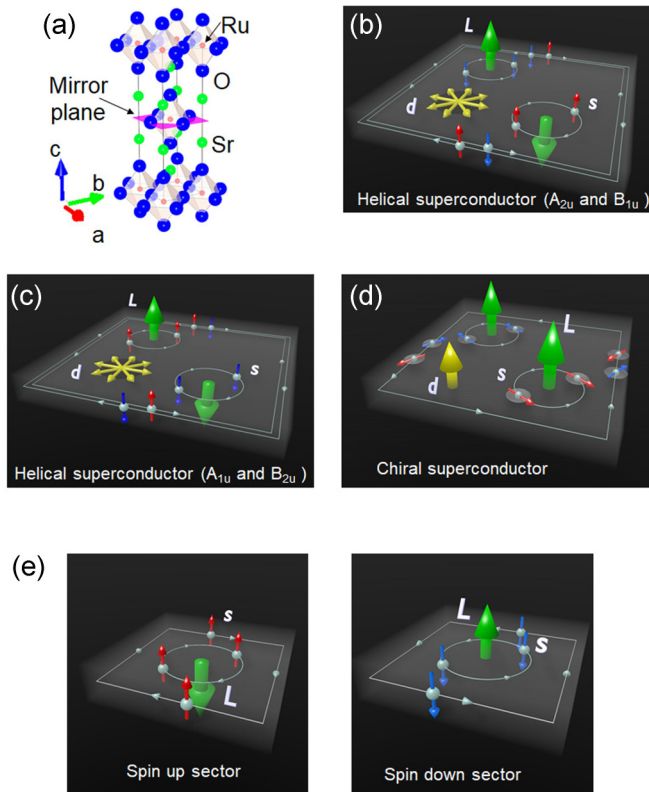 (a)
Ru
O
Mirror
plane
Sr
c
b
a
(b)
L
d
s
Helical superconductor (A2u and B1u )
(c)
L
d
s
Helical superconductor (A1u and B2u )
(d)
L
d
s
Chiral superconductor
(e)
s
L
Spin up sector
L
s
Spin down sector